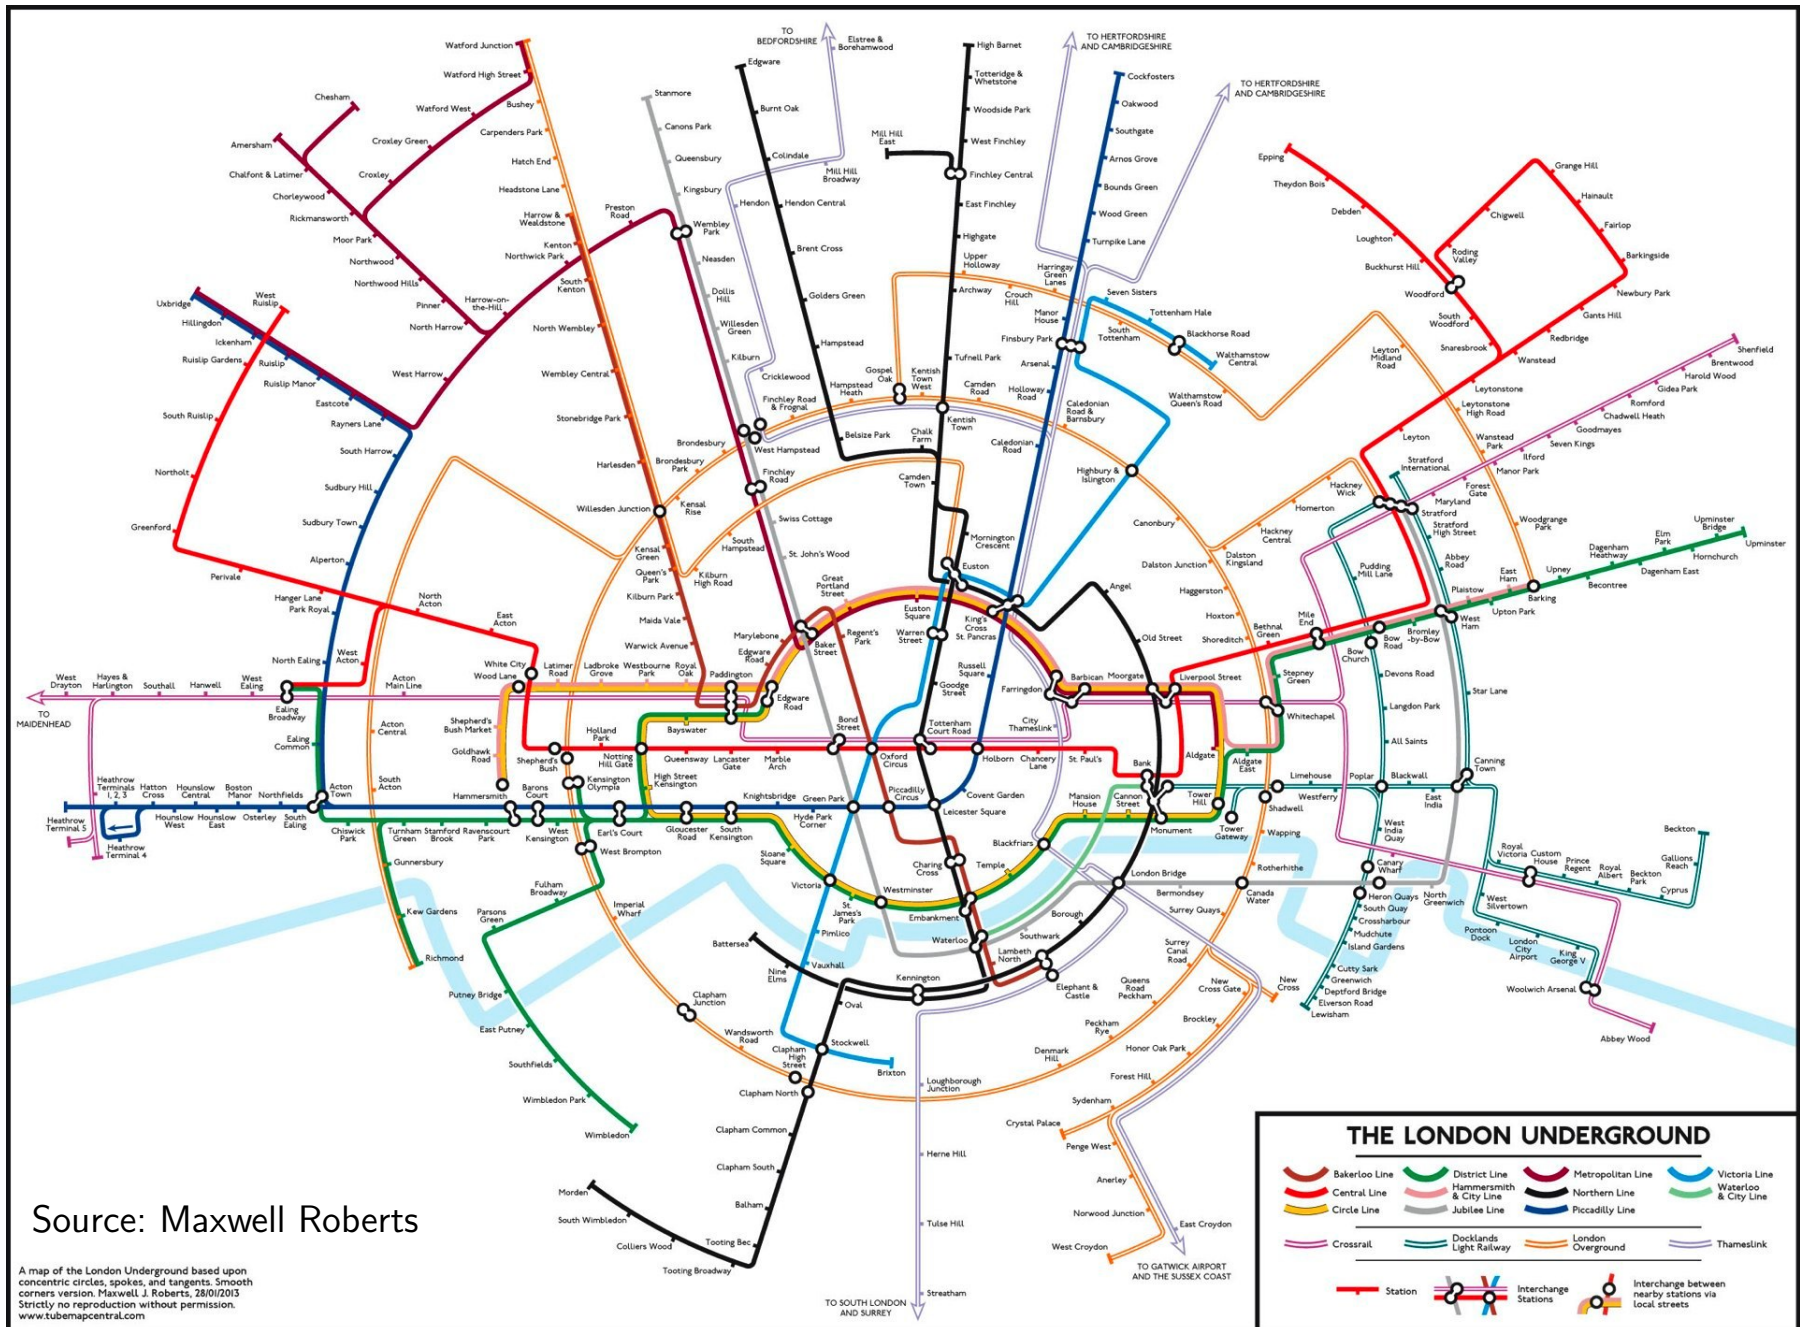 TO
BEDFORDSHIRE
Elstree &
Borehamwood
TO HERTFORDSHIRE
AND CAMBRIDGESHIRE
TO HERTFORDSHIRE
AND CAMBRIDGESHIRE
Watford Junction
Watford High Street
Bushey
Carpenders Park
Hatch End
Headstone Lane
Harrow &
Wealdstone
Kenton
Northwick Park
South
Kenton
North Wembley
Wembley Central
Stonebridge Park
Harlesden
Willesden Junction
Kensal
Green
Queen's
Park
Kilburn Park
Maida Vale
Warwick Avenue
Watford West
Croxley Green
Croxley
Chesham
Amersham
Chalfont & Latimer
Chorleywood
Rickmansworth
Moor Park
Northwood
Northwood Hills
Pinner
North Harrow
Harrow-on-
the-Hill
West Harrow
Preston
Road
Wembley
Park
Stanmore
Canons Park
Queensbury
Kingsbury
Neasden
Dollis
Hill
Willesden
Green
Kilburn
West Hampstead
Finchley
Road
Swiss Cottage
St. John's Wood
Edgware
Burnt Oak
Colindale
Hendon Central
Brent Cross
Golders Green
Hampstead
Belsize Park
Chalk
Farm
Camden
Town
Mornington
Crescent
Euston
Mill Hill
Broadway
Hendon
Cricklewood
High Barnet
Totteridge &
Whetstone
Woodside Park
West Finchley
Mill Hill
East
Finchley Central
East Finchley
Highgate
Archway
Tufnell Park
Kentish
Town
Upper
Holloway
Crouch
Hill
Harringay
Green
Lanes
South
Tottenham
Blackhorse Road
Walthamstow
Central
Walthamstow
Queen's Road
Leyton
Midland
Road
Leytonstone
High Road
Wanstead
Park
Woodgrange
Park
Cockfosters
Oakwood
Southgate
Arnos Grove
Bounds Green
Wood Green
Turnpike Lane
Manor
House
Finsbury Park
Arsenal
Holloway
Road
Caledonian
Road
Seven Sisters
Tottenham Hale
Epping
Theydon Bois
Debden
Loughton
Buckhurst Hill
Woodford
South
Woodford
Snaresbrook
Roding
Valley
Chigwell
Grange Hill
Hainault
Fairlop
Barkingside
Newbury Park
Gants Hill
Redbridge
Wanstead
Leytonstone
Leyton
Shenfield
Brentwood
Harold Wood
Gidea Park
Romford
Chadwell Heath
Goodmayes
Seven Kings
Ilford
Manor Park
Forest
Gate
Maryland
Stratford
Stratford
International
Stratford
High Street
Abbey
Road
Pudding
Mill Lane
Hackney
Wick
Homerton
Hackney
Central
Dalston
Kingsland
Canonbury
Highbury &
Islington
Caledonian
Road &
Barnsbury
Camden
Road
Kentish
Town
West
Gospel
Oak
Hampstead
Heath
Finchley Road
& Frognal
Brondesbury
Brondesbury
Park
Kensal
Rise
South
Hampstead
Kilburn
High Road
Dalston Junction
Haggerston
Hoxton
Shoreditch
Uxbridge
West
Ruislip
Hillingdon
Ickenham
Ruislip Gardens
Ruislip
Ruislip Manor
Eastcote
Rayners Lane
South Ruislip
South Harrow
Northolt
Sudbury Hill
Sudbury Town
Greenford
Alperton
Perivale
Hanger Lane
Park Royal
North
Acton
East
Acton
North Ealing
West
Acton
White City
Wood Lane
Latimer
Road
Ladbroke
Grove
Westbourne
Park
Royal
Oak
Paddington
Edgware
Road
Marylebone
Edgware
Road
Baker
Street
Regent's
Park
Great
Portland
Street
Euston
Square
King's
Cross
St. Pancras
Warren
Street
Goodge
Street
Russell
Square
Angel
Old Street
Farringdon
Barbican
Moorgate
Liverpool Street
Bethnal
Green
Mile
End
Stepney
Green
Whitechapel
Bow
Church
Bow
Road
Bromley
-by-Bow
West
Ham
Plaistow
Upton Park
East
Ham
Barking
Upney
Becontree
Dagenham
Heathway
Dagenham East
Elm
Park
Hornchurch
Upminster
Bridge
Upminster
West
Drayton
Hayes &
Harlington
Southall
Hanwell
West
Ealing
Ealing
Broadway
Acton
Main Line
TO
MAIDENHEAD
Ealing
Common
Acton
Central
South
Acton
Shepherd's
Bush Market
Goldhawk
Road
Hammersmith
Holland
Park
Shepherd's
Bush
Notting
Hill Gate
Bayswater
Queensway
Lancaster
Gate
Marble
Arch
Bond
Street
Oxford
Circus
Tottenham
Court Road
Holborn
Chancery
Lane
City
Thameslink
St. Paul's
Bank
Aldgate
Aldgate
East
Devons Road
Langdon Park
All Saints
Star Lane
Canning
Town
Limehouse
Westferry
Poplar
Blackwall
East
India
Shadwell
Tower
Gateway
Tower
Hill
Monument
Cannon
Street
Mansion
House
Blackfriars
Temple
Kensington
Olympia
High Street
Kensington
Knightsbridge
Hyde Park
Corner
Green Park
Piccadilly
Circus
Leicester Square
Covent Garden
Heathrow
Terminals
1, 2, 3
Hatton
Cross
Hounslow
West
Hounslow
Central
Hounslow
East
Boston
Manor
Osterley
Northfields
South
Ealing
Acton
Town
Heathrow
Terminal 5
Heathrow
Terminal 4
Chiswick
Park
Turnham
Green
Stamford
Brook
Ravenscourt
Park
Barons
Court
West
Kensington
Earl's Court
Gloucester
Road
South
Kensington
Sloane
Square
Victoria
St.
James's
Park
Westminster
Embankment
Charing
Cross
Gunnersbury
Kew Gardens
Richmond
West Brompton
Fulham
Broadway
Parsons
Green
Putney Bridge
East Putney
Southfields
Wimbledon Park
Wimbledon
Imperial
Wharf
Clapham
Junction
Wandsworth
Road
Clapham
High
Street
Battersea
Nine
Elms
Pimlico
Vauxhall
Oval
Stockwell
Brixton
Clapham North
Clapham Common
Clapham South
Balham
Tooting Bec
Tooting Broadway
Colliers Wood
South Wimbledon
Morden
Kennington
Waterloo
Southwark
Lambeth
North
Elephant &
Castle
Borough
London Bridge
Bermondsey
Canada
Water
Wapping
Rotherhithe
Surrey Quays
Surrey
Canal
Road
Queens
Road
Peckham
Peckham
Rye
Denmark
Hill
New
Cross Gate
New
Cross
Brockley
Honor Oak Park
Forest Hill
Sydenham
Crystal Palace
Penge West
Anerley
Norwood Junction
West Croydon
East Croydon
TO GATWICK AIRPORT
AND THE SUSSEX COAST
Loughborough
Junction
Herne Hill
Tulse Hill
Streatham
TO SOUTH LONDON
AND SURREY
West
India
Quay
Canary
Wharf
Heron Quays
South Quay
Crossharbour
Mudchute
Island Gardens
Cutty Sark
Greenwich
Deptford Bridge
Elverson Road
Lewisham
North
Greenwich
Royal
Victoria
Custom
House
Prince
Regent
Royal
Albert
Beckton
Park
Cyprus
Gallions
Reach
Beckton
West
Silvertown
Pontoon
Dock
London
City
Airport
King
George V
Woolwich Arsenal
Abbey Wood
Source: Maxwell Roberts
A map of the London Underground based upon
concentric circles, spokes, and tangents. Smooth
corners version. Maxwell J. Roberts, 28/01/2013
Strictly no reproduction without permission.
www.tubemapcentral.com
THE LONDON UNDERGROUND
Bakerloo Line
District Line
Metropolitan Line
Victoria Line
Central Line
Hammersmith
& City Line
Northern Line
Waterloo
& City Line
Circle Line
Jubilee Line
Piccadilly Line
Crossrail
Docklands
Light Railway
London
Overground
Thameslink
Station
Interchange
Stations
Interchange between
nearby stations via
local streets